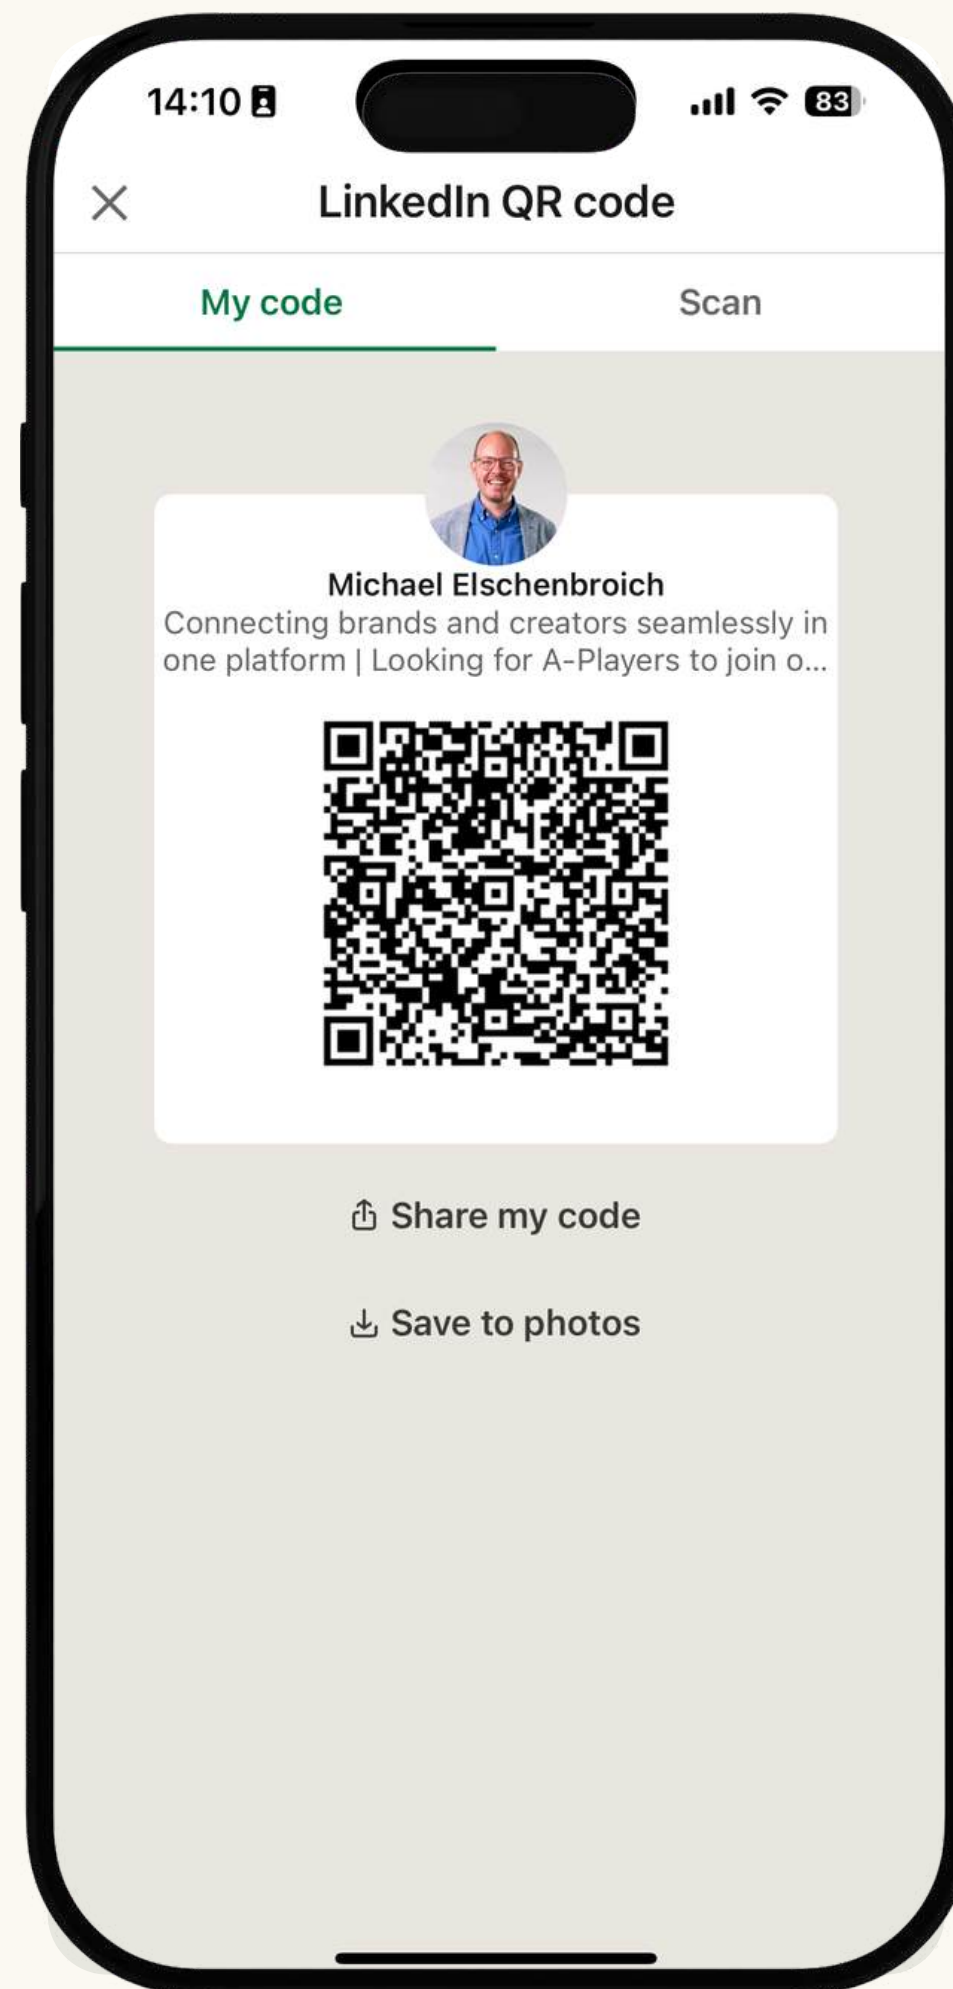 14:10
83
LinkedIn QR code
My code
Scan
Michael Elschenbroich
Connecting brands and creators seamlessly in
one platform | Looking for A-Players to join o...
Share my code
Save to photos